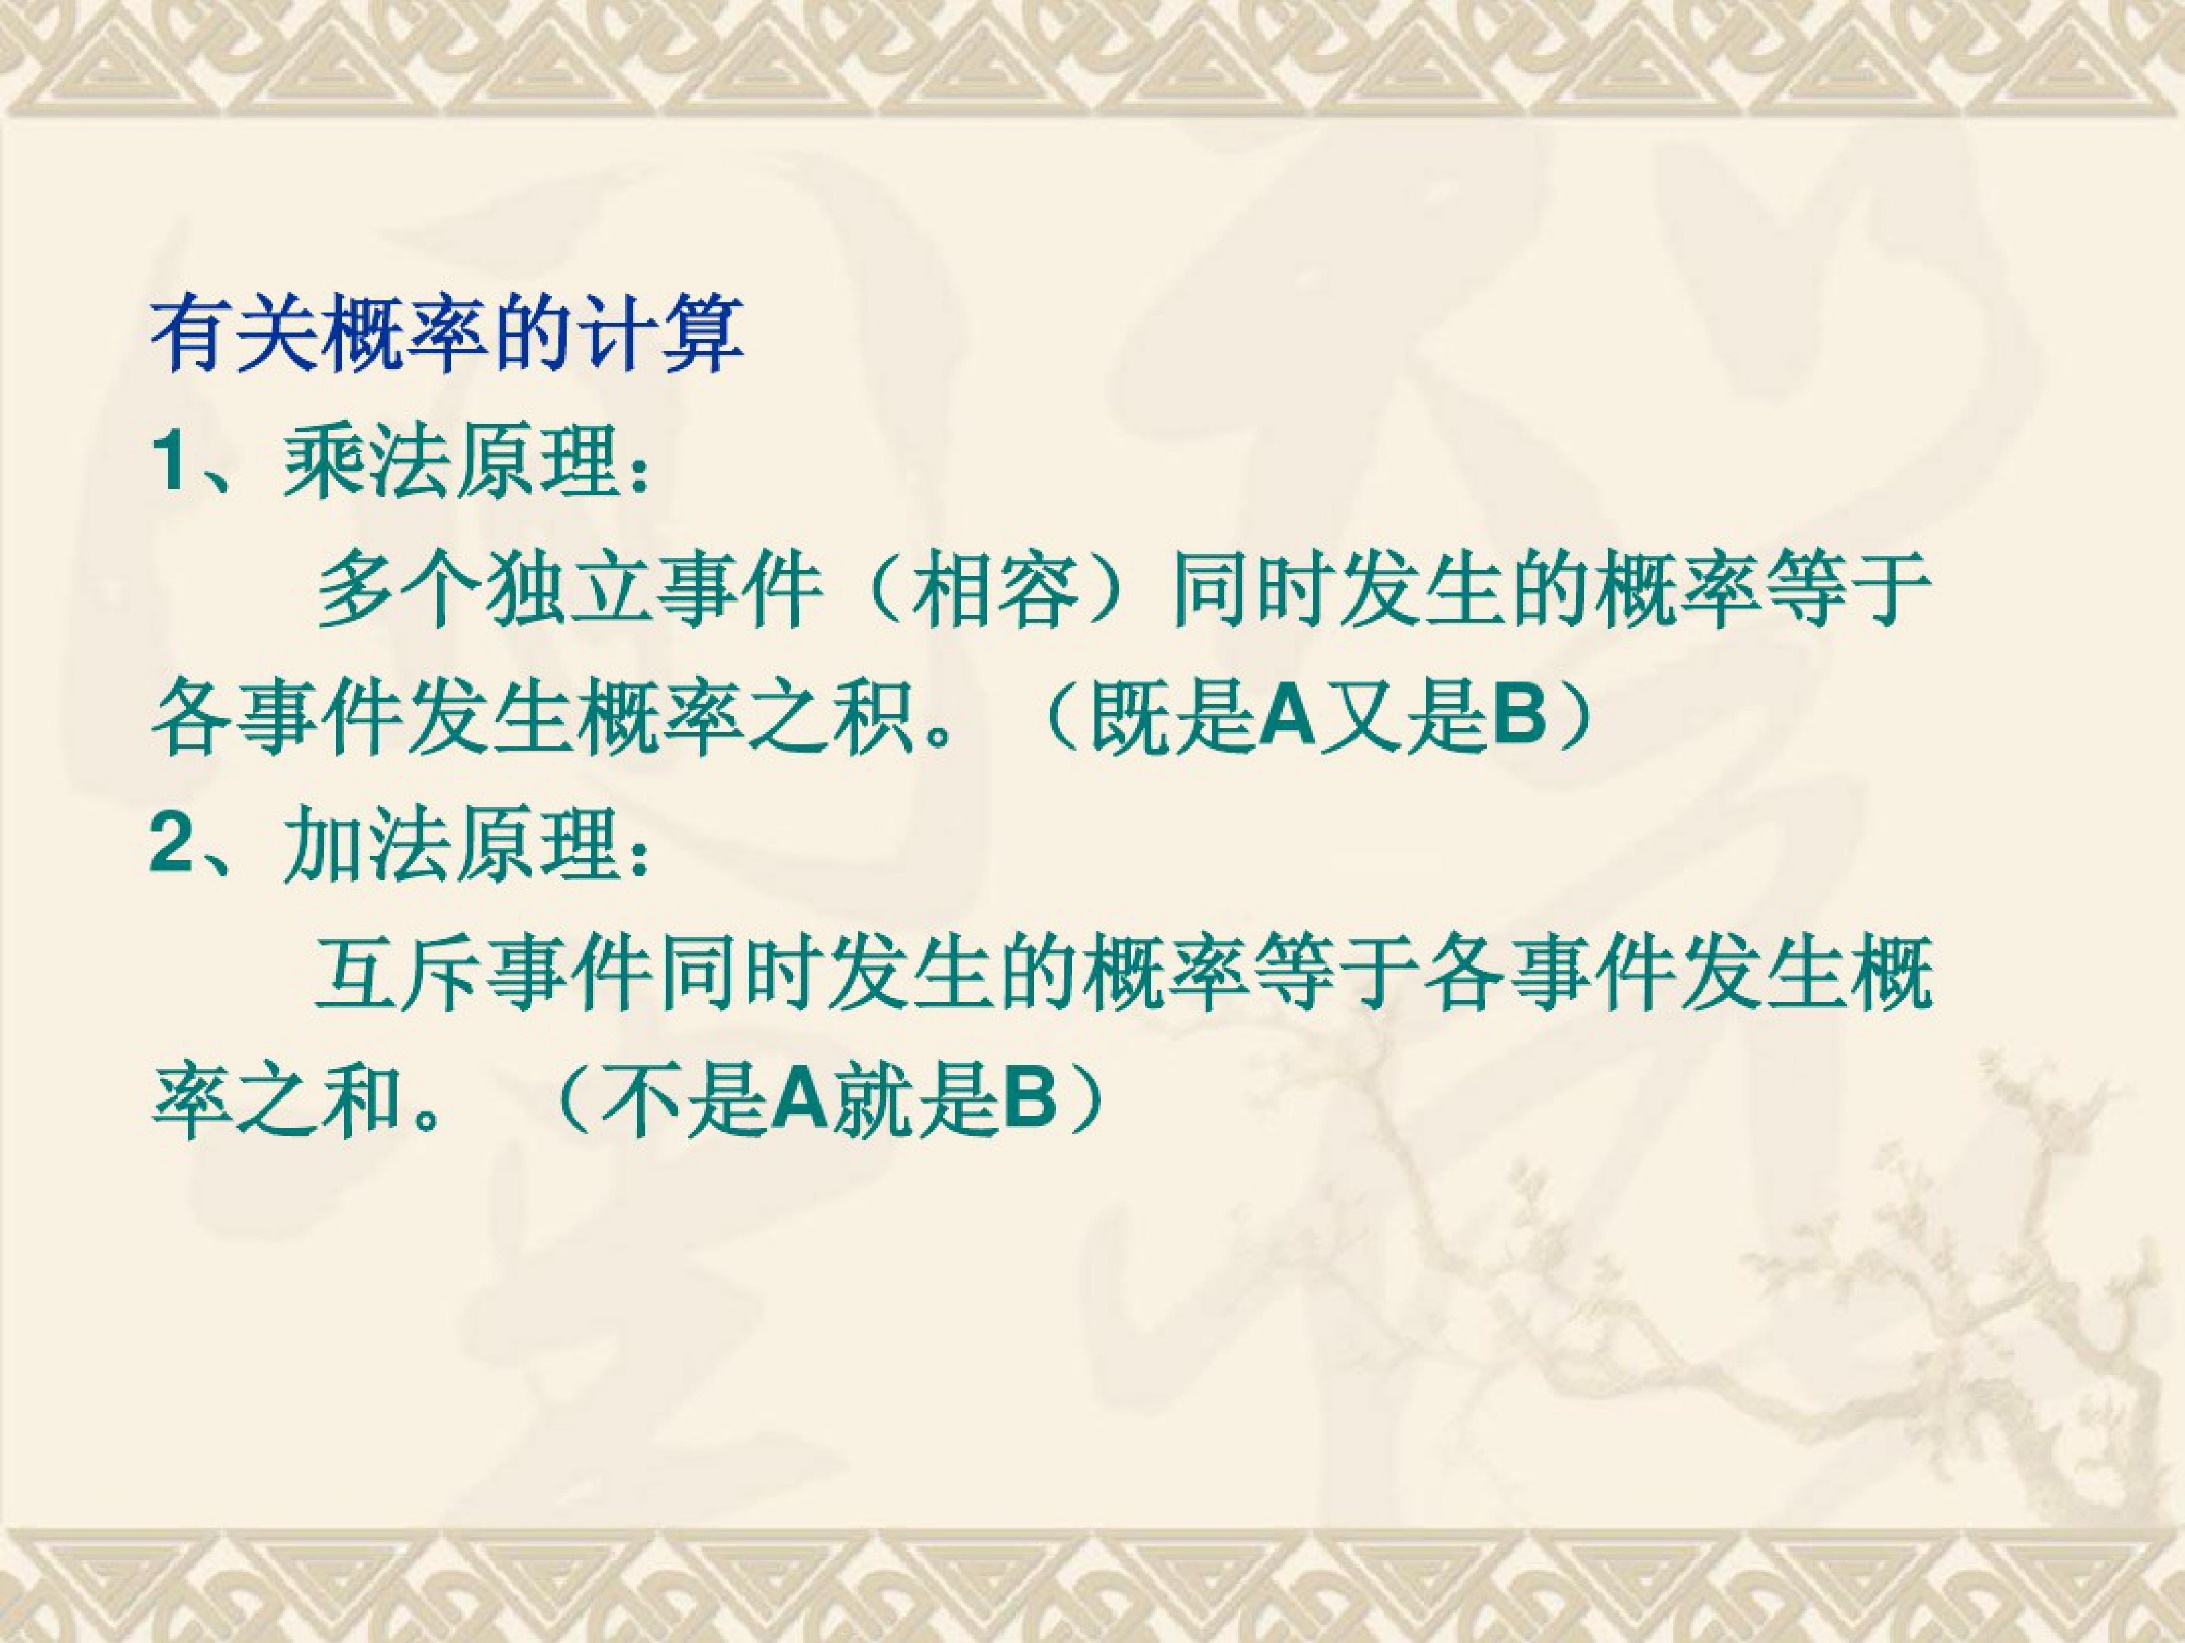 有关概率的计算
1、乘法原理：
多个独立事件（相容）同时发生的概率等于
各事件发生概率之积。（既是A又是B）
2、加法原理：
互斥事件同时发生的概率等于各事件发生概
率之和。（不是A就是B）